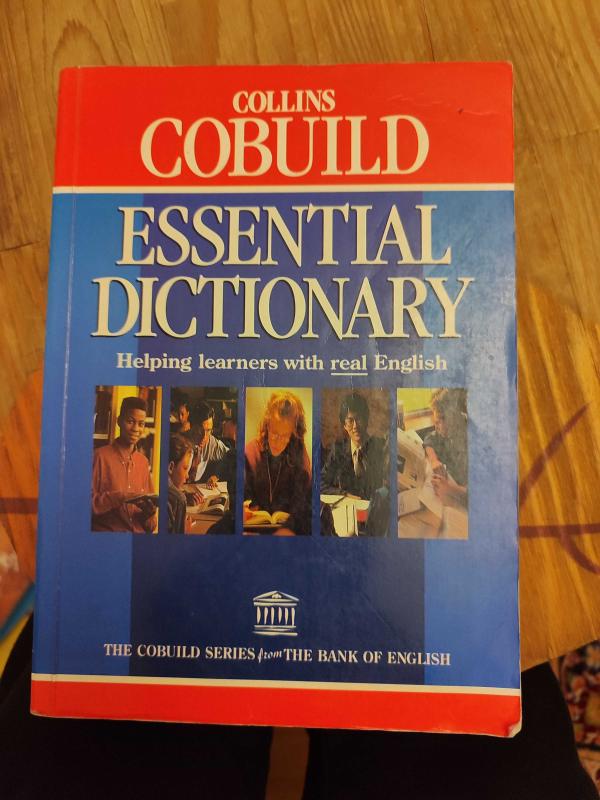 COLLINS
COBUILD
ESSENTIAL
DICTIONARY
Helping learners with real English
THE COBUILD SERIES from THE BANK OF ENGLISH